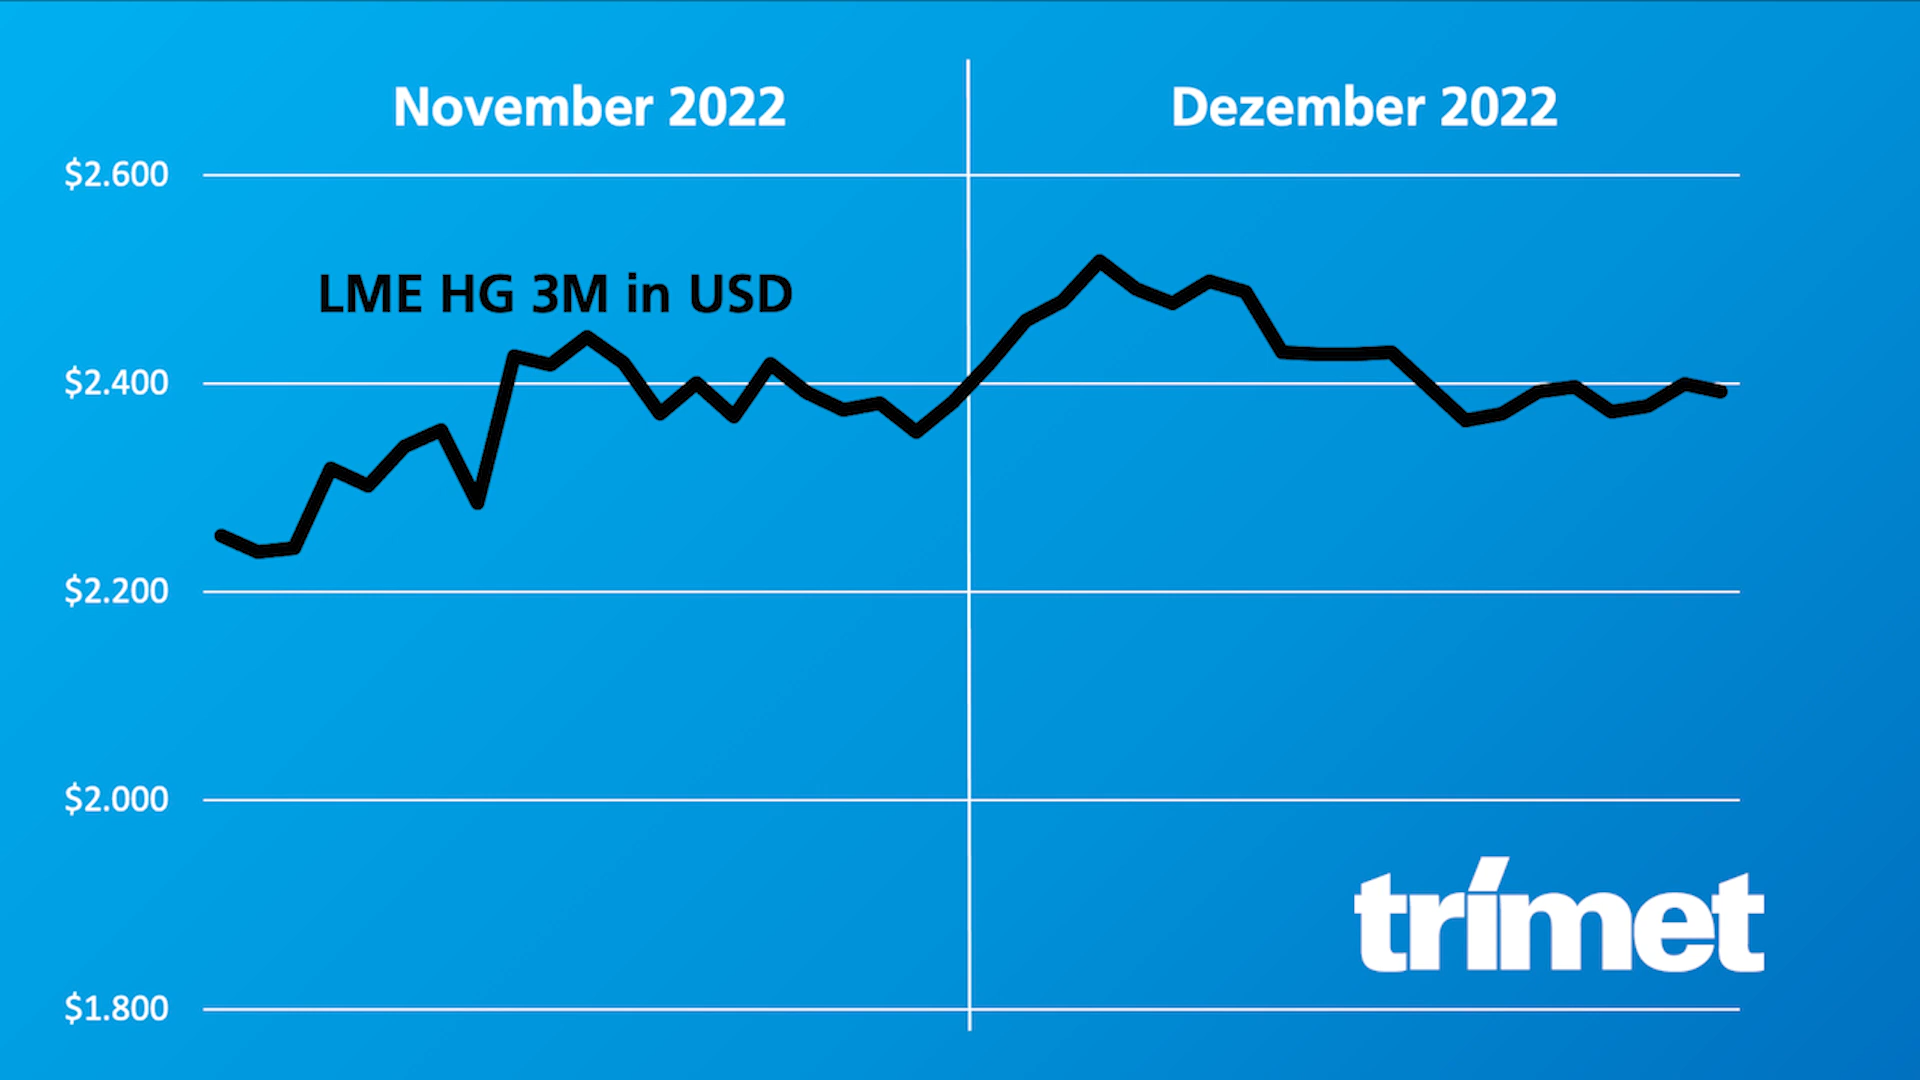 November 2022
Dezember 2022
$2.600
LME HG 3M in USD
$2.400
$2.200
$2.000
trímet
$1.800